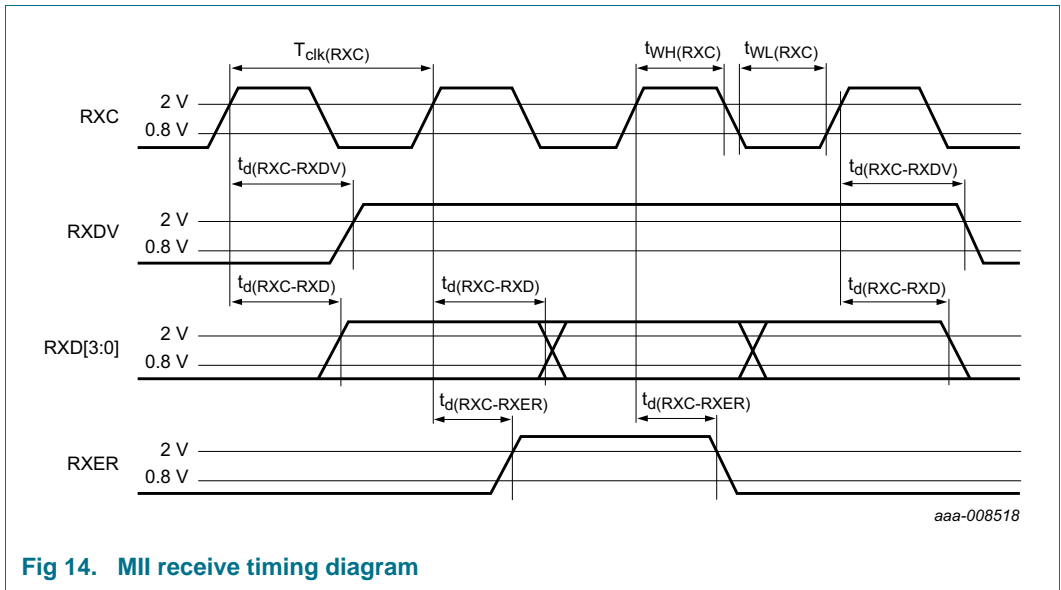 T_clk(RXC)
t_WH(RXC) t_WL(RXC)
RXC
2 V
0.8 V
t_d(RXC-RXDV) t_d(RXC-RXDV)
RXDV
2 V
0.8 V
t_d(RXC-RXD) t_d(RXC-RXD) t_d(RXC-RXD)
RXD[3:0]
2 V
0.8 V
t_d(RXC-RXER) t_d(RXC-RXER)
RXER
2 V
0.8 V
aaa-008518
Fig 14. MII receive timing diagram